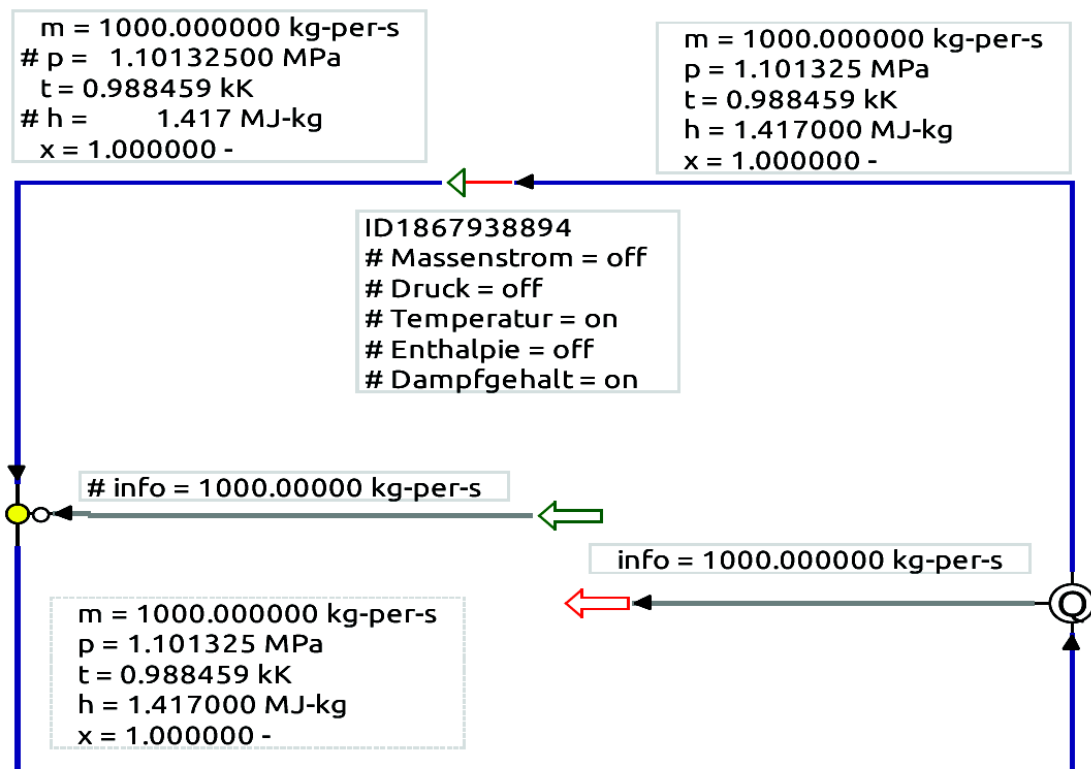 m = 1000.000000 kg-per-s
# p = 1.10132500 MPa
t = 0.988459 kK
# h = 1.417 MJ-kg
x = 1.000000 -
m = 1000.000000 kg-per-s
p = 1.101325 MPa
t = 0.988459 kK
h = 1.417000 MJ-kg
x = 1.000000 -
ID1867938894
# Massenstrom = off
# Druck = off
# Temperatur = on
# Enthalpie = off
# Dampfgehalt = on
# info = 1000.00000 kg-per-s
info = 1000.000000 kg-per-s
Q
m = 1000.000000 kg-per-s
p = 1.101325 MPa
t = 0.988459 kK
h = 1.417000 MJ-kg
x = 1.000000 -